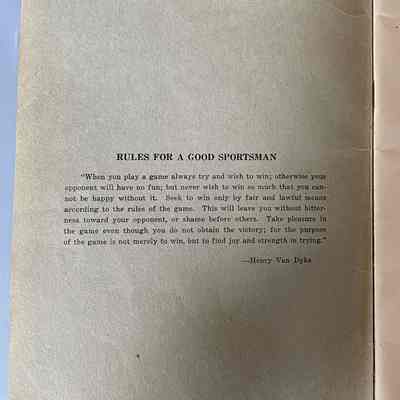 RULES FOR A GOOD SPORTSMAN
"When you play a game always try and wish to win; otherwise your
opponent will have no fun; but never wish to win so much that you can-
not be happy without it. Seek to win only by fair and lawful means
according to the rules of the game. This will leave you without bitter-
ness toward your opponent, or shame before others. Take pleasure in
the game even though you do not obtain the victory; for the purpose
of the game is not merely to win, but to find joy and strength in trying."
—Henry Van Dyke